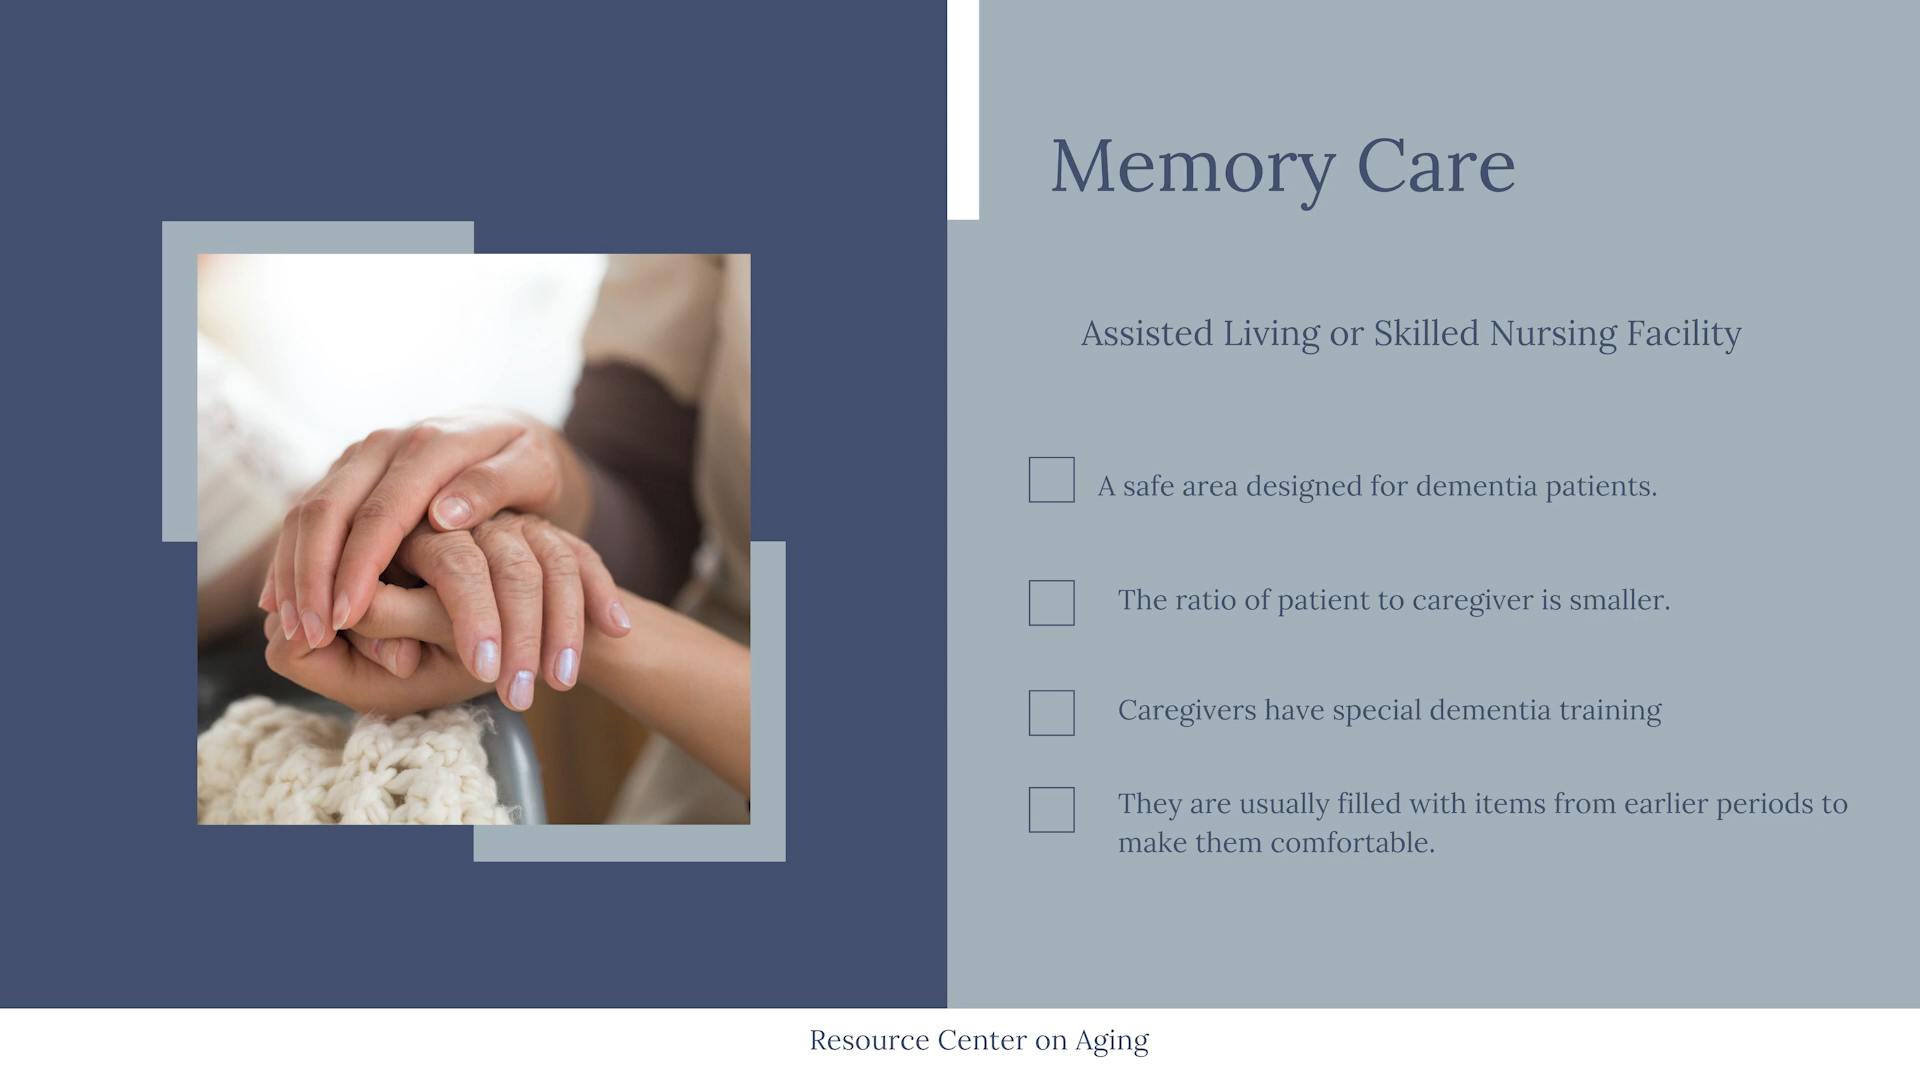 Memory Care
Assisted Living or Skilled Nursing Facility
A safe area designed for dementia patients.
The ratio of patient to caregiver is smaller.
Caregivers have special dementia training
They are usually filled with items from earlier periods to
make them comfortable.
Resource Center on Aging